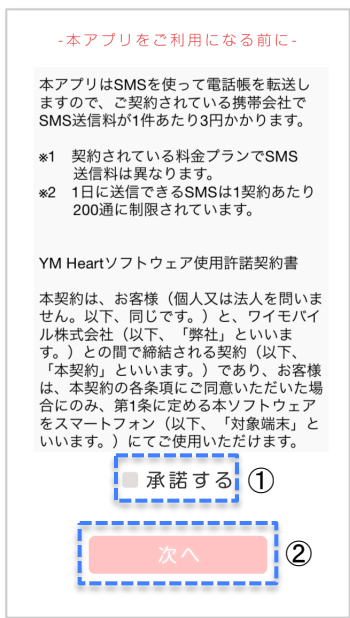 -本アプリをご利用になる前に-
本アプリはSMSを使って電話帳を転送し
ますので、ご契約されている携帯会社で
SMS送信料が1件あたり3円かかります。
※1 契約されている料金プランでSMS
送信料は異なります。
※2 1日に送信できるSMSは1契約あたり
200通に制限されています。
YM Heartソフトウェア使用許諾契約書
本契約は、お客様（個人又は法人を問いま
せん。以下、同じです。）と、ワイモバイ
ル株式会社（以下、「弊社」といいま
す。）との間で締結される契約（以下、
「本契約」といいます。）であり、お客様
は、本契約の各条項にご同意いただいた場
合にのみ、第1条に定める本ソフトウェア
をスマートフォン（以下、「対象端末」と
いいます。）にてご使用いただけます。
承諾する ①
次へ ②